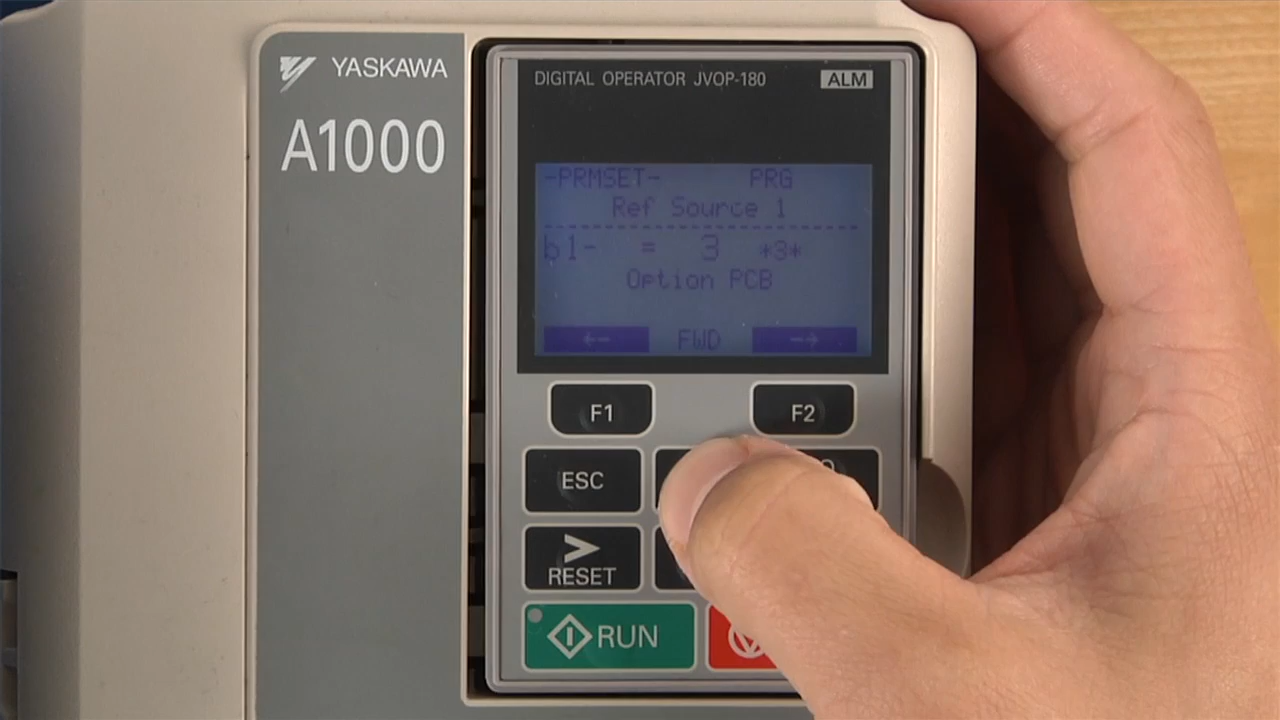 YASKAWA
A1000
DIGITAL OPERATOR JVOP-180
ALM
-PRMSET- PRG
Ref Source 1
b1- = 3 *3*
Option PCB
← FWD →
F1 F2
ESC
>
RESET
RUN